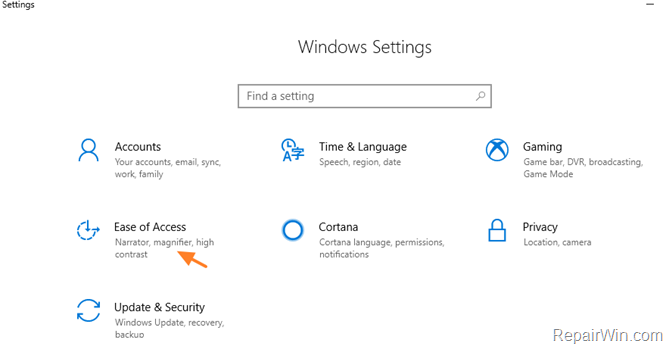 Settings
Windows Settings
Find a setting
Accounts
Your accounts, email, sync,
work, family
Time & Language
Speech, region, date
Gaming
Game bar, DVR, broadcasting,
Game Mode
Ease of Access
Narrator, magnifier, high
contrast
Cortana
Cortana language, permissions,
notifications
Privacy
Location, camera
Update & Security
Windows Update, recovery,
backup
RepairWin.com